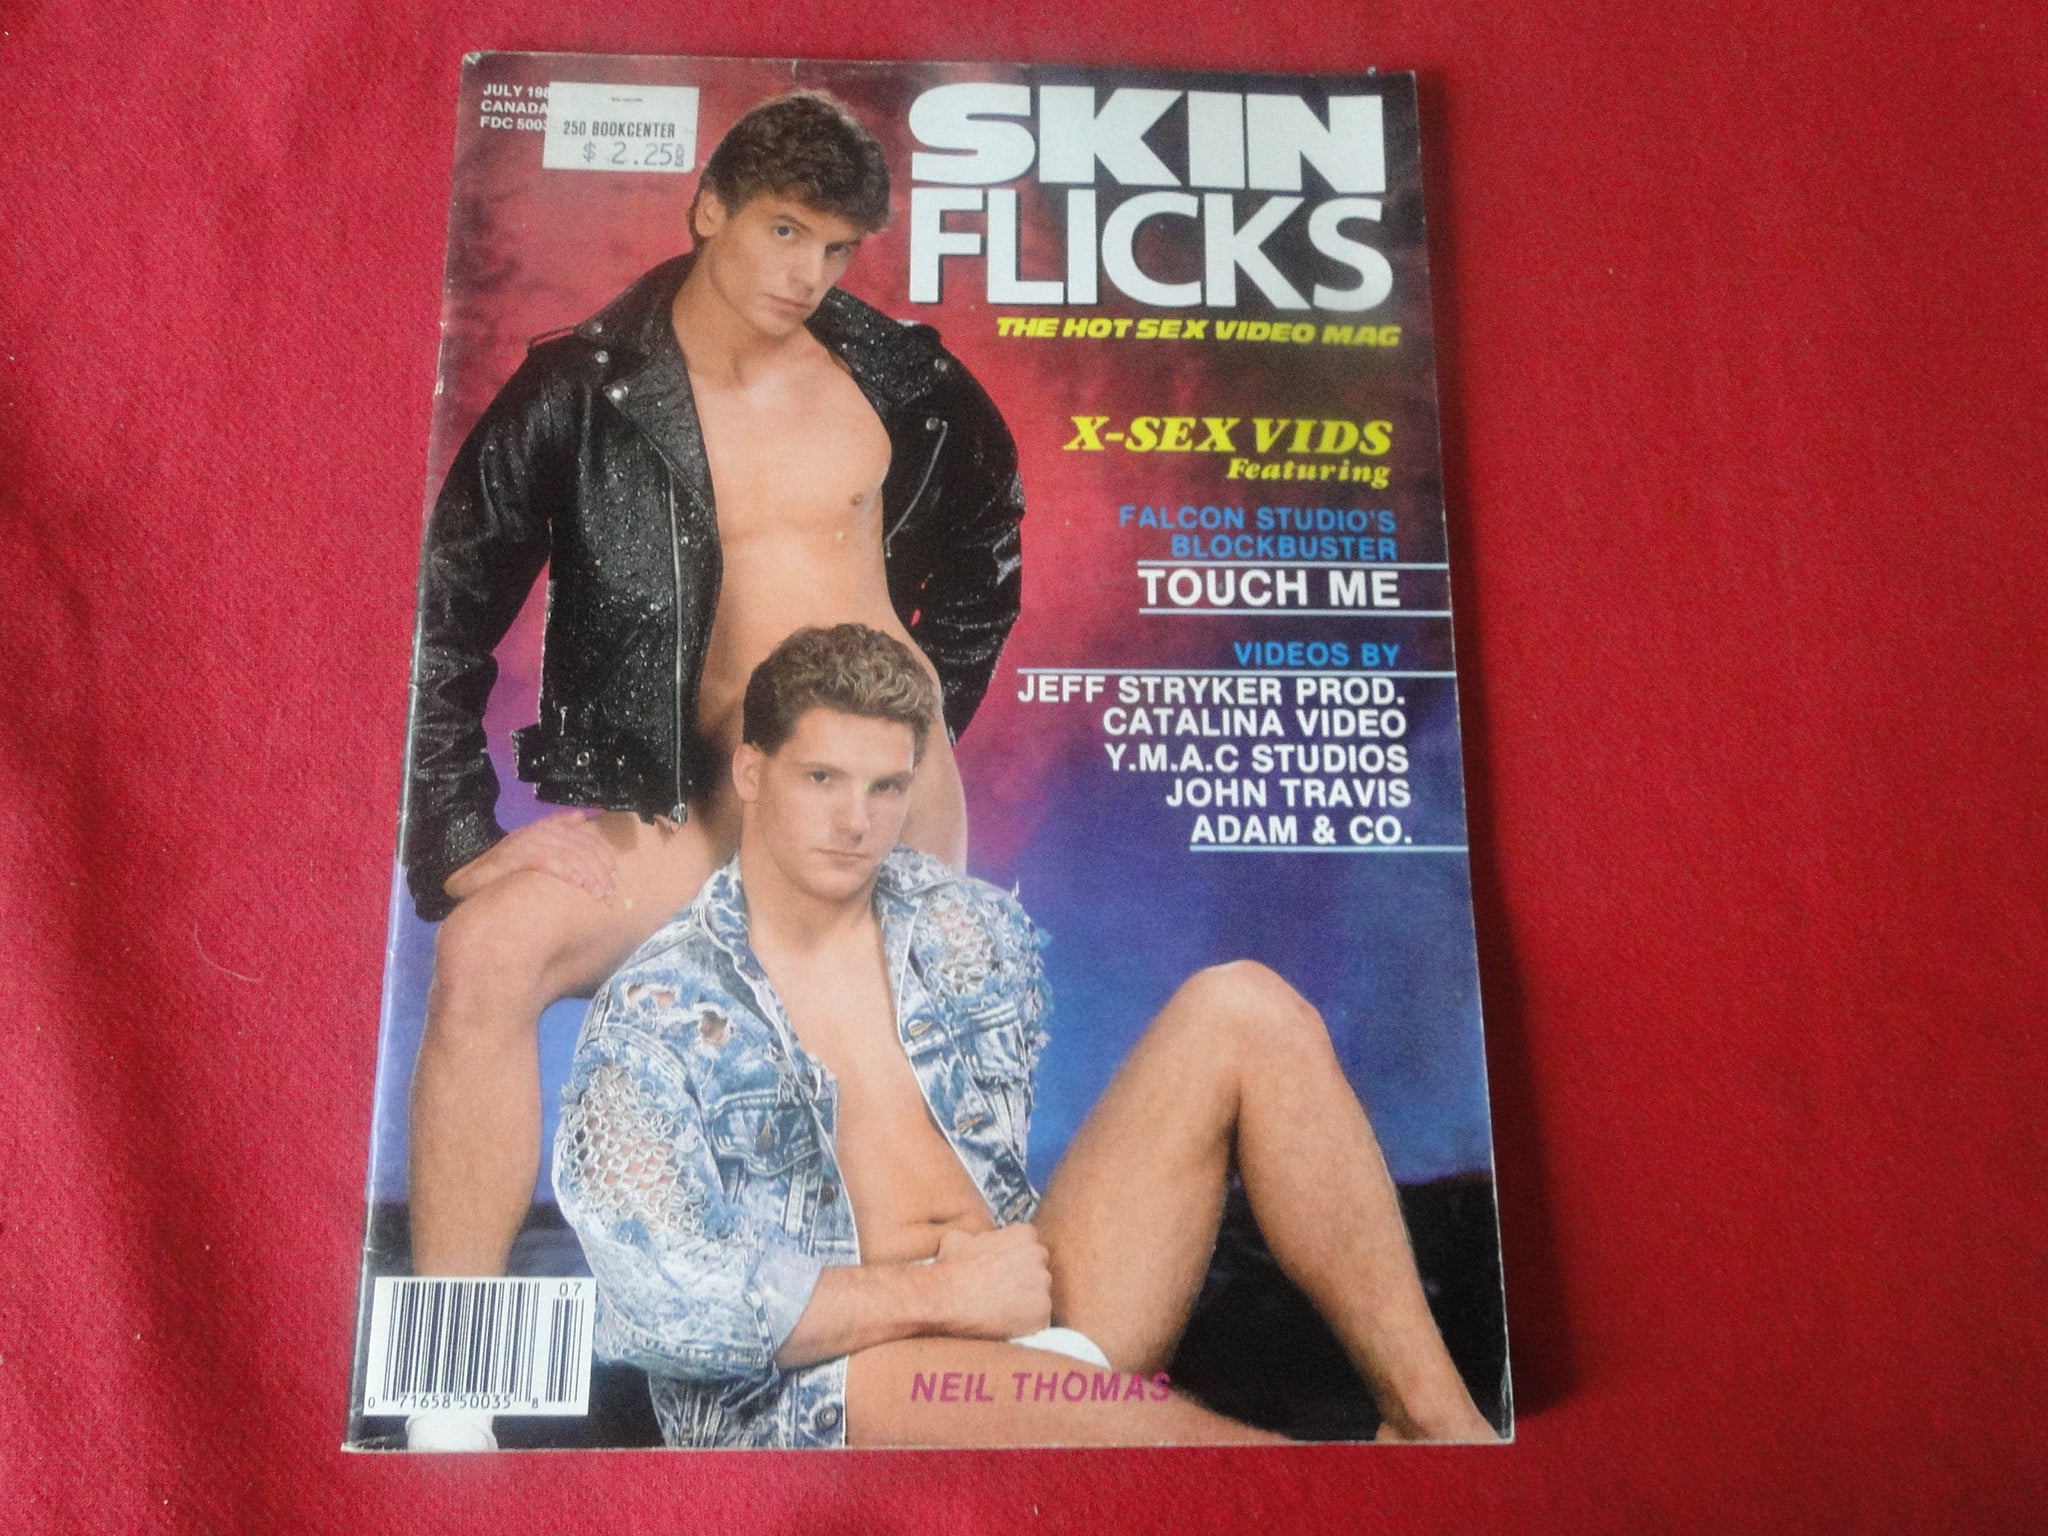 JULY 198
CANADA
FDC 5003
250 BOOKCENTER
$ 2.25
SKIN
FLICKS
THE HOT SEX VIDEO MAG
X-SEX VIDS
Featuring
FALCON STUDIO'S
BLOCKBUSTER
TOUCH ME
VIDEOS BY
JEFF STRYKER PROD.
CATALINA VIDEO
Y.M.A.C STUDIOS
JOHN TRAVIS
ADAM & CO.
NEIL THOMAS
07
0 71658 50035 8